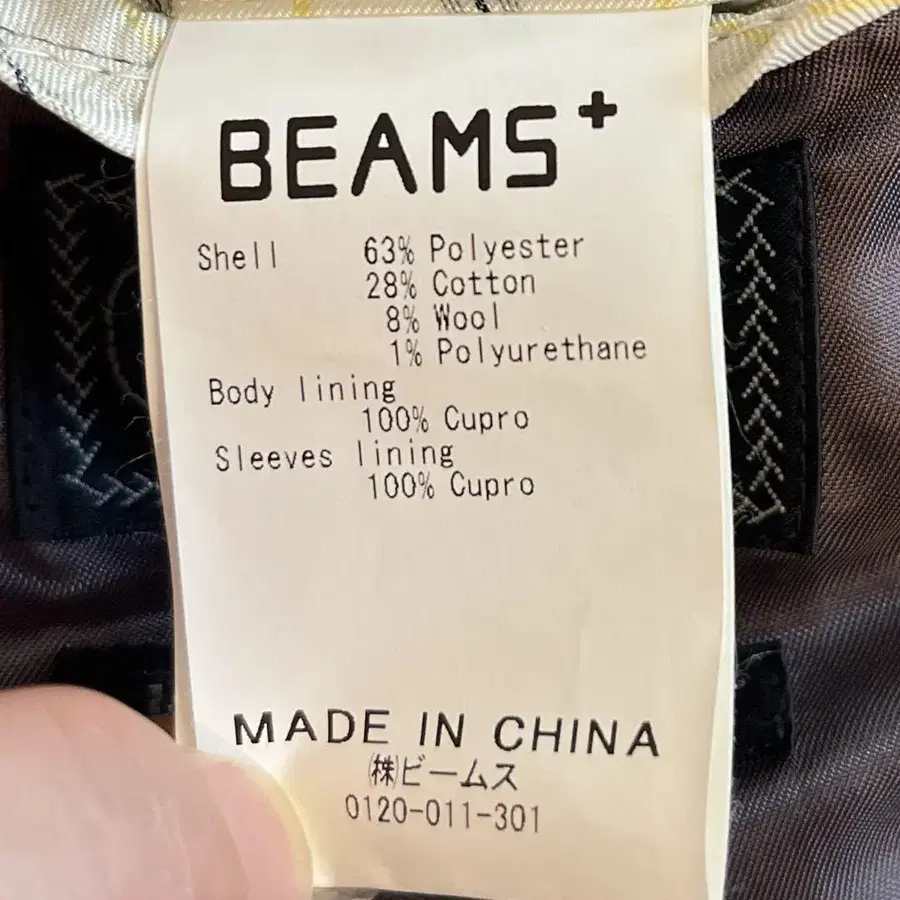 BEAMS+
Shell 63% Polyester
28% Cotton
8% Wool
1% Polyurethane
Body lining
100% Cupro
Sleeves lining
100% Cupro
MADE IN CHINA
㈱ビームス
0120-011-301